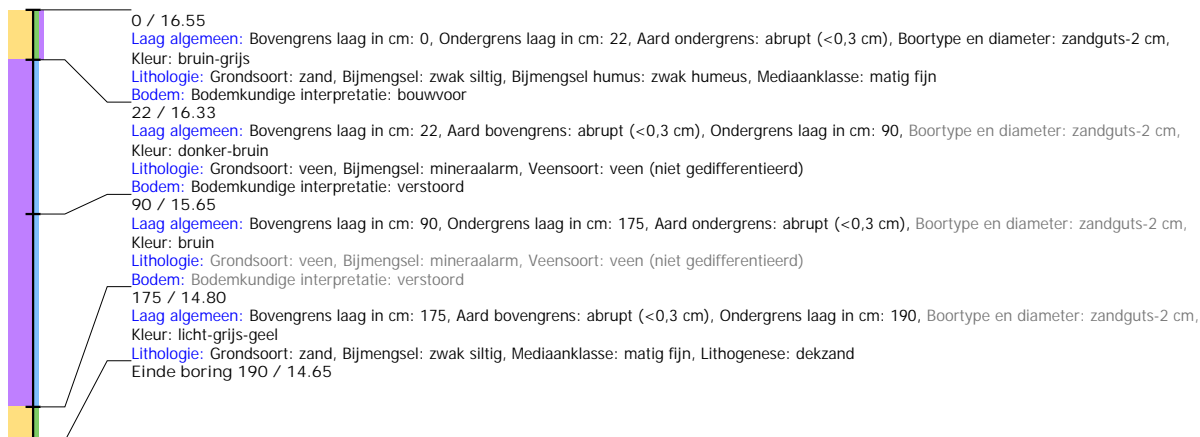 0 / 16.55
Laag algemeen: Bovengrens laag in cm: 0, Ondergrens laag in cm: 22, Aard ondergrens: abrupt (<0,3 cm), Boortype en diameter: zandguts-2 cm,
Kleur: bruin-grijs
Lithologie: Grondsoort: zand, Bijmengsel: zwak siltig, Bijmengsel humus: zwak humeus, Mediaanklasse: matig fijn
Bodem: Bodemkundige interpretatie: bouwvoor
22 / 16.33
Laag algemeen: Bovengrens laag in cm: 22, Aard bovengrens: abrupt (<0,3 cm), Ondergrens laag in cm: 90, Boortype en diameter: zandguts-2 cm,
Kleur: donker-bruin
Lithologie: Grondsoort: veen, Bijmengsel: mineraalarm, Veensoort: veen (niet gedifferentieerd)
Bodem: Bodemkundige interpretatie: verstoord
90 / 15.65
Laag algemeen: Bovengrens laag in cm: 90, Ondergrens laag in cm: 175, Aard ondergrens: abrupt (<0,3 cm), Boortype en diameter: zandguts-2 cm,
Kleur: bruin
Lithologie: Grondsoort: veen, Bijmengsel: mineraalarm, Veensoort: veen (niet gedifferentieerd)
Bodem: Bodemkundige interpretatie: verstoord
175 / 14.80
Laag algemeen: Bovengrens laag in cm: 175, Aard bovengrens: abrupt (<0,3 cm), Ondergrens laag in cm: 190, Boortype en diameter: zandguts-2 cm,
Kleur: licht-grijs-geel
Lithologie: Grondsoort: zand, Bijmengsel: zwak siltig, Mediaanklasse: matig fijn, Lithogenese: dekzand
Einde boring 190 / 14.65